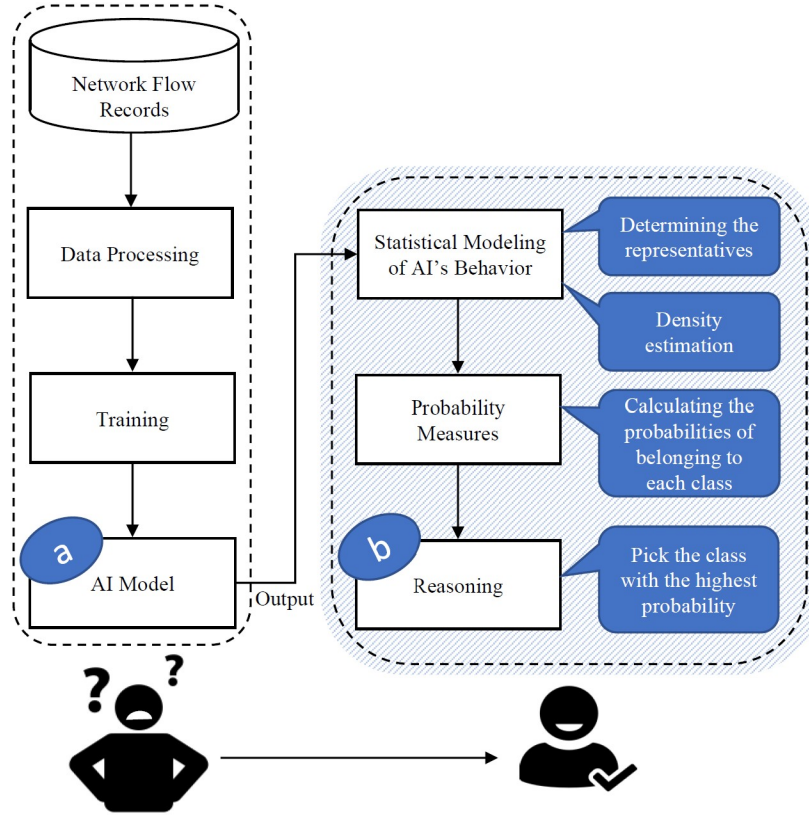 Network Flow
Records
Data Processing
Training
a
AI Model
Output
Statistical Modeling
of AI’s Behavior
Determining the
representatives
Density
estimation
Probability
Measures
Calculating the
probabilities of
belonging to
each class
b
Reasoning
Pick the class
with the highest
probability
? ?